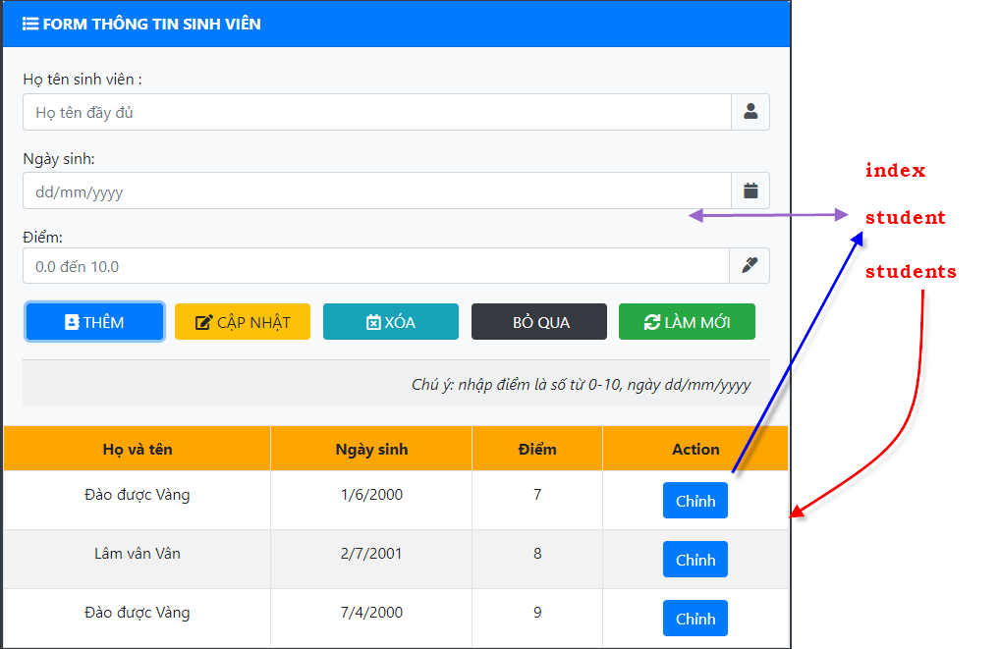 FORM THÔNG TIN SINH VIÊN
Họ tên sinh viên :
Họ tên đầy đủ
Ngày sinh:
dd/mm/yyyy
Điểm:
0.0 đến 10.0
THÊM CẬP NHẬT XÓA BỎ QUA LÀM MỚI
Chú ý: nhập điểm là số từ 0-10, ngày dd/mm/yyyy
Họ và tên Ngày sinh Điểm Action
Đào được Vàng 1/6/2000 7 Chỉnh
Lâm vân Vân 2/7/2001 8 Chỉnh
Đào được Vàng 7/4/2000 9 Chỉnh
index
student
students